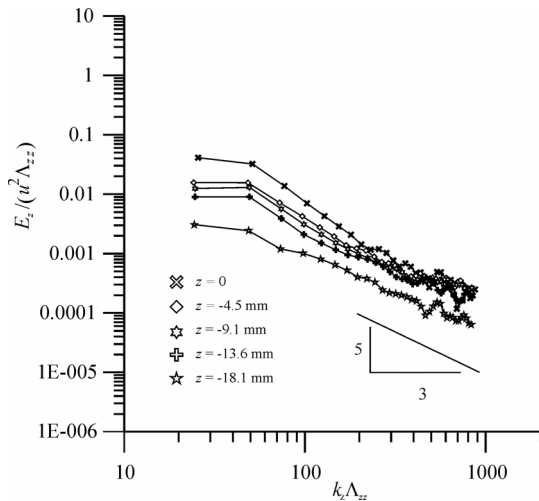 10
1
0.1
0.01
0.001
0.0001
1E-005
1E-006
E_z/(u²Λ_zz)
z = 0
z = -4.5 mm
z = -9.1 mm
z = -13.6 mm
z = -18.1 mm
5
3
10
100
1000
k_zΛ_zz